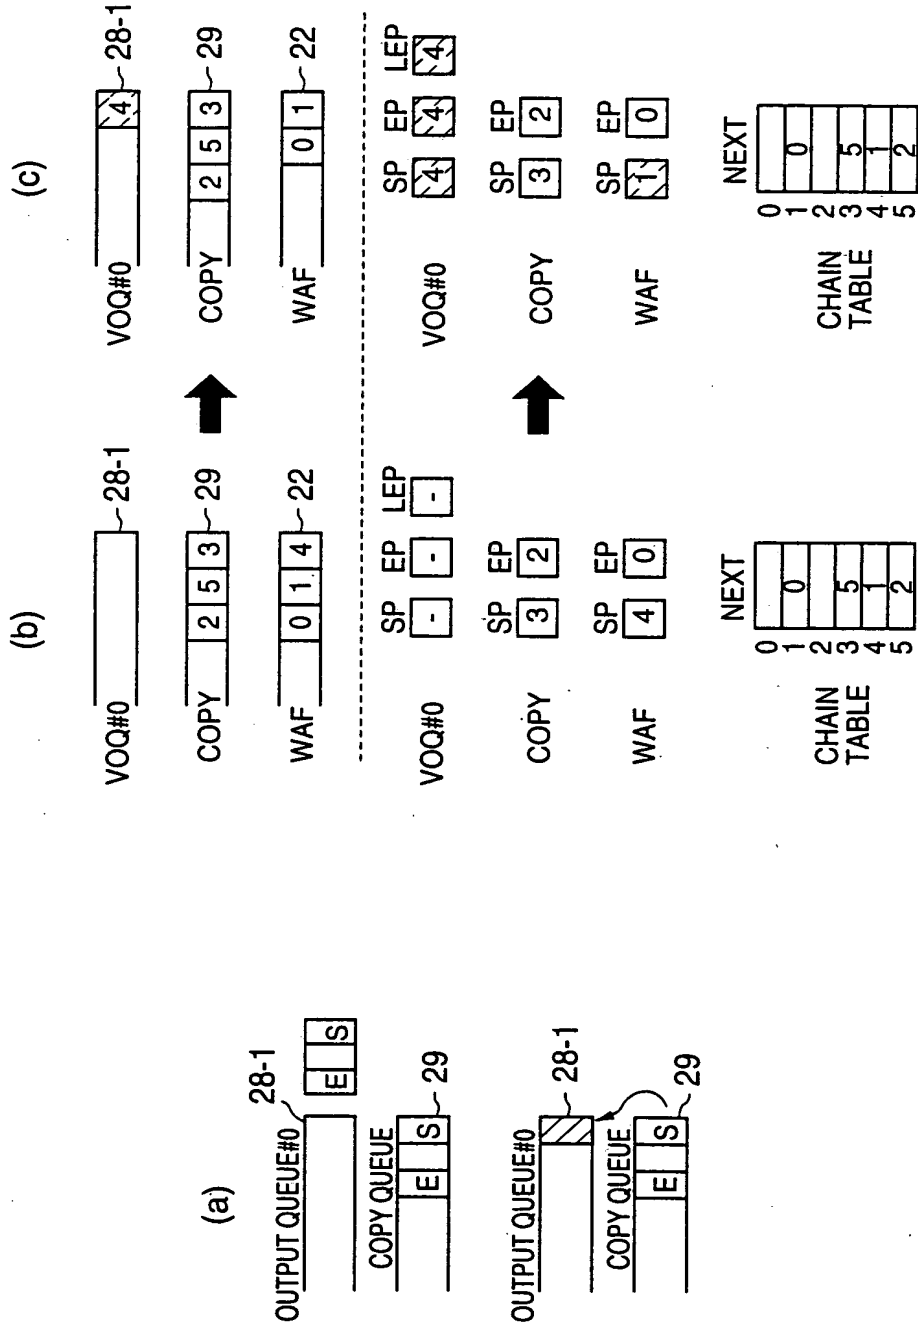 (a)
OUTPUT QUEUE#0
28-1
E S
COPY QUEUE
E S
29
OUTPUT QUEUE#0
28-1
COPY QUEUE
E S
29
(b)
VOQ#0
28-1
COPY 2 5 3
29
WAF 0 1 4
22
SP EP LEP
VOQ#0 - - -
SP EP
COPY 3 2
SP EP
WAF 4 0
NEXT
CHAIN
TABLE
0
1 0
2
3 5
4 1
5 2
(c)
VOQ#0 4
28-1
COPY 2 5 3
29
WAF 0 1
22
SP EP LEP
VOQ#0 4 4 4
SP EP
COPY 3 2
SP EP
WAF 1 0
NEXT
CHAIN
TABLE
0
1 0
2
3 5
4 1
5 2